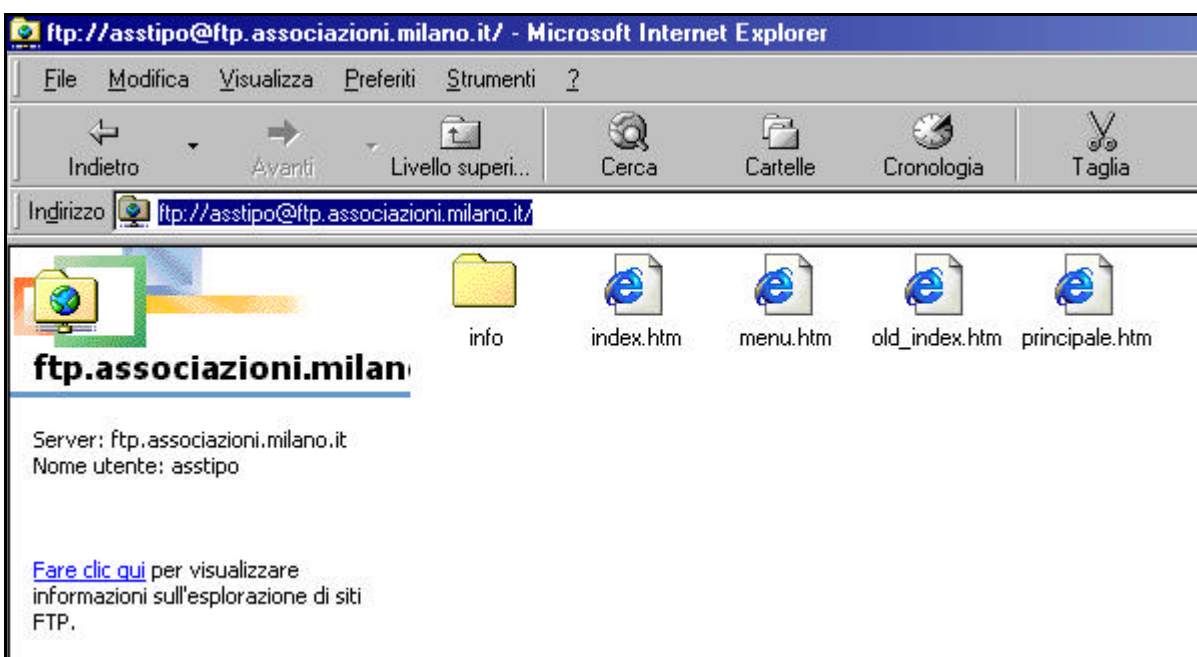 ftp://asstipo@ftp.associazioni.milano.it/ - Microsoft Internet Explorer
File Modifica Visualizza Preferiti Strumenti ?
Indietro Avanti Livello superi... Cerca Cartelle Cronologia Taglia
Indirizzo ftp://asstipo@ftp.associazioni.milano.it/
info index.htm menu.htm old_index.htm principale.htm
ftp.associazioni.milan
Server: ftp.associazioni.milano.it
Nome utente: asstipo
Fare clic qui per visualizzare
informazioni sull'esplorazione di siti
FTP.